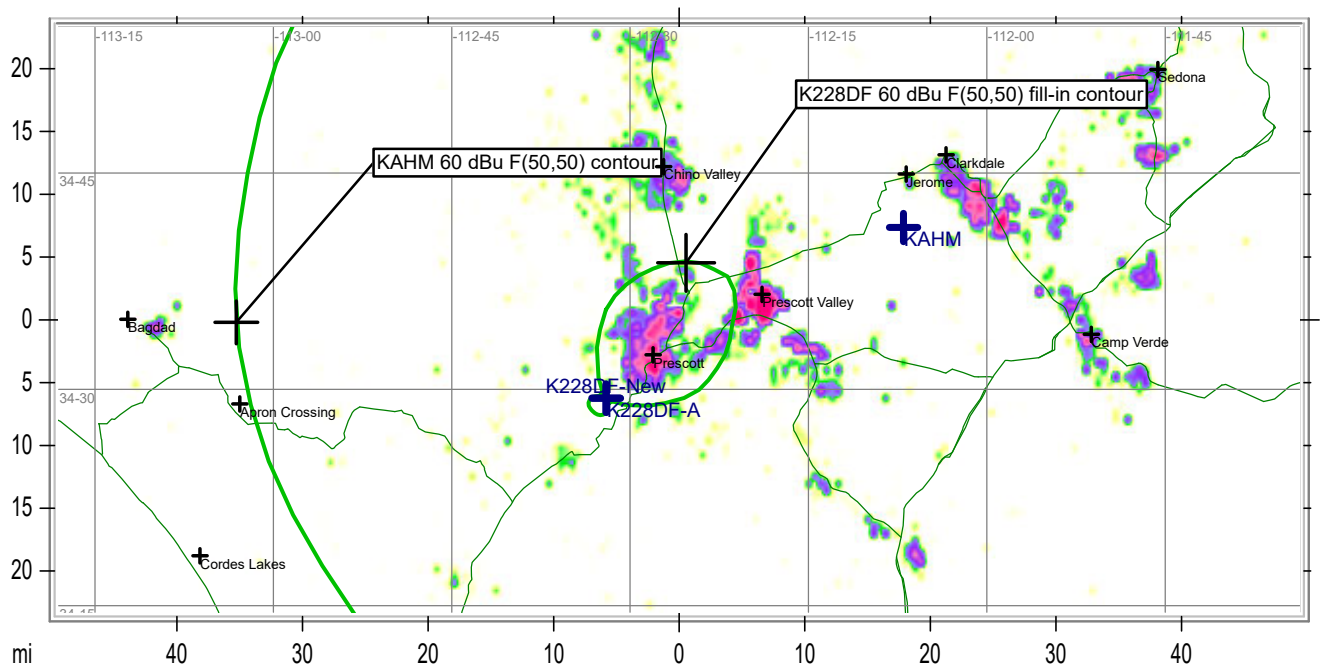 -113-15
-113-00
-112-45
-112-30
-112-15
-112-00
-111-45
20
15
10
5
0
5
10
15
20
34-45
34-30
34-15
Sedona
K228DF 60 dBu F(50,50) fill-in contour
KAHM 60 dBu F(50,50) contour
Clarkdale
Chino Valley
Jerome
KAHM
Prescott Valley
Bagdad
Camp Verde
Prescott
K228DF-New
K228DF-A
Apron Crossing
Cordes Lakes
mi
40
30
20
10
0
10
20
30
40